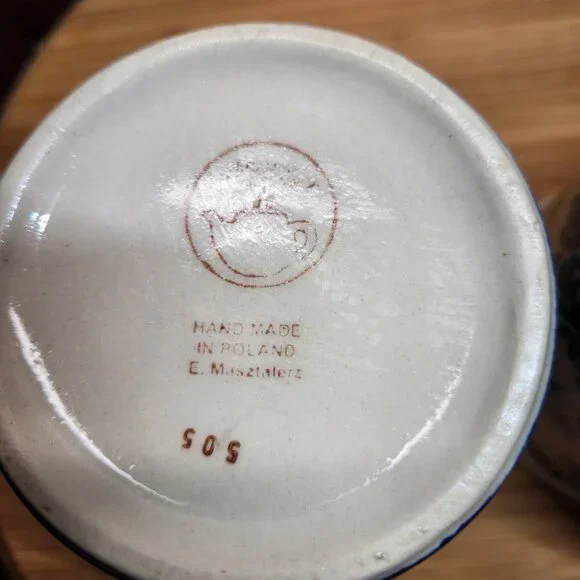 HAND MADE
IN POLAND
E. Masztalerz
505